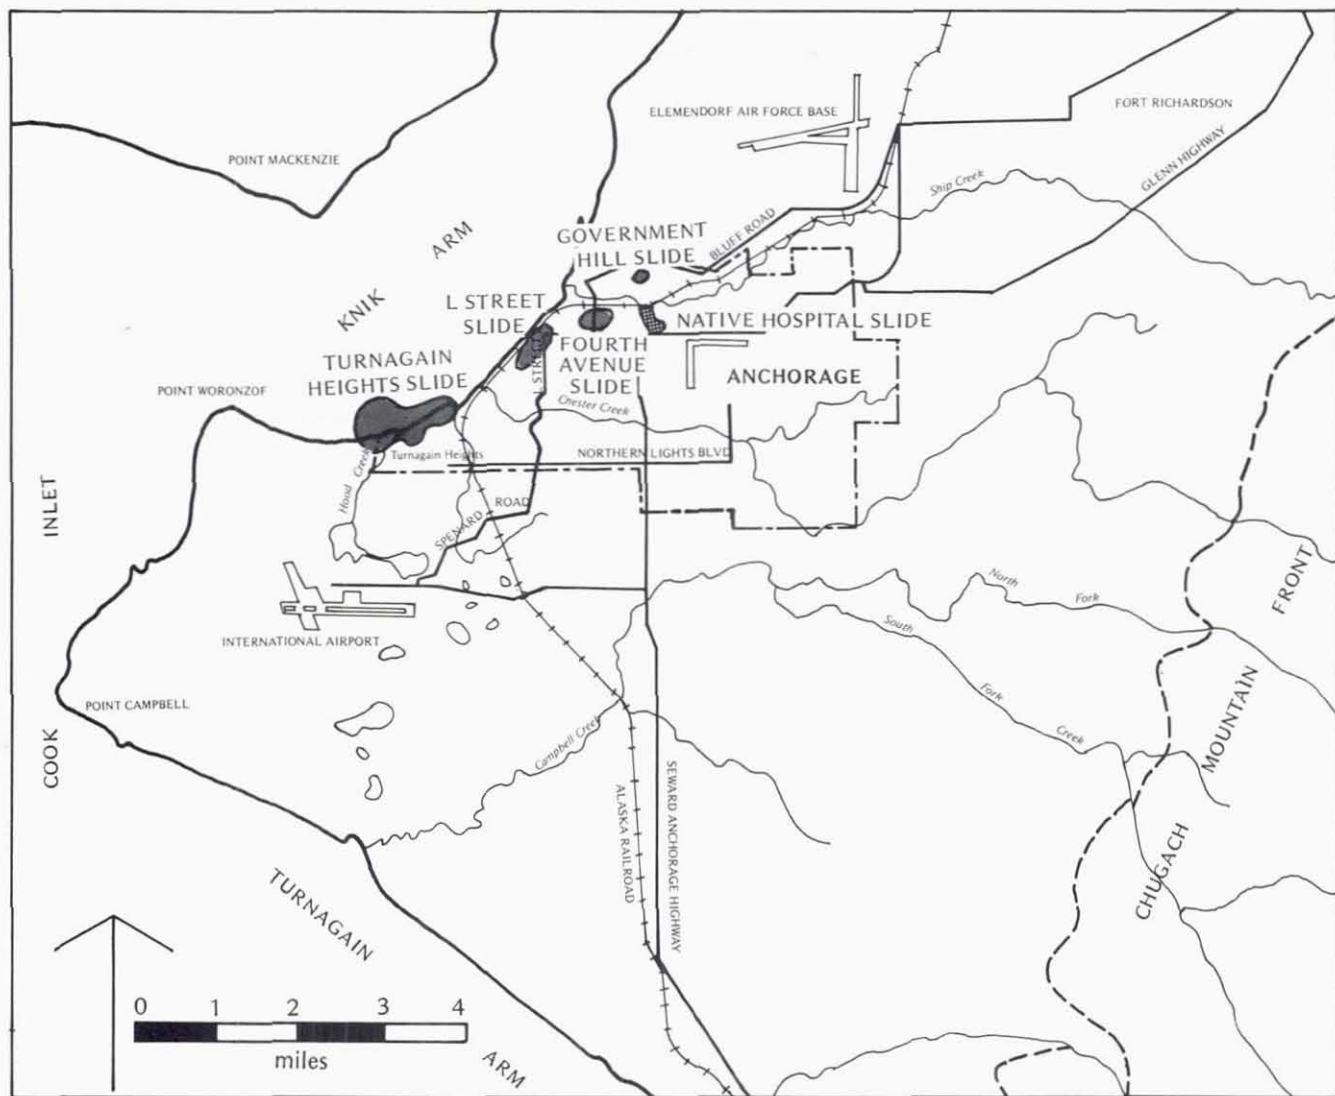 ELEMENDORF AIR FORCE BASE
FORT RICHARDSON
POINT MACKENZIE
GLENN HIGHWAY
Ship Creek
KNIK ARM
BLUFF ROAD
GOVERNMENT
HILL SLIDE
L STREET
SLIDE
NATIVE HOSPITAL SLIDE
L STREET
FOURTH
AVENUE
SLIDE
TURNAGAIN
HEIGHTS SLIDE
ANCHORAGE
POINT WORONZOF
Chester Creek
Turnagain Heights
NORTHERN LIGHTS BLVD
Hood Creek
SPENARD ROAD
COOK INLET
INTERNATIONAL AIRPORT
North Fork
South Fork Creek
CHUGACH MOUNTAIN FRONT
POINT CAMPBELL
Campbell Creek
ALASKA RAILROAD
SEWARD ANCHORAGE HIGHWAY
TURNAGAIN ARM
0 1 2 3 4
miles